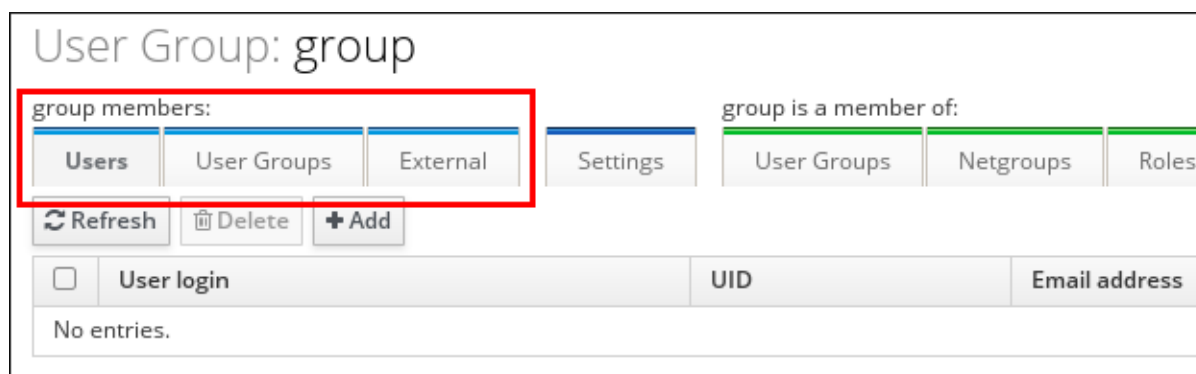 User Group: group
group members: group is a member of:
Users User Groups External Settings User Groups Netgroups Roles
Refresh Delete Add
User login UID Email address
No entries.